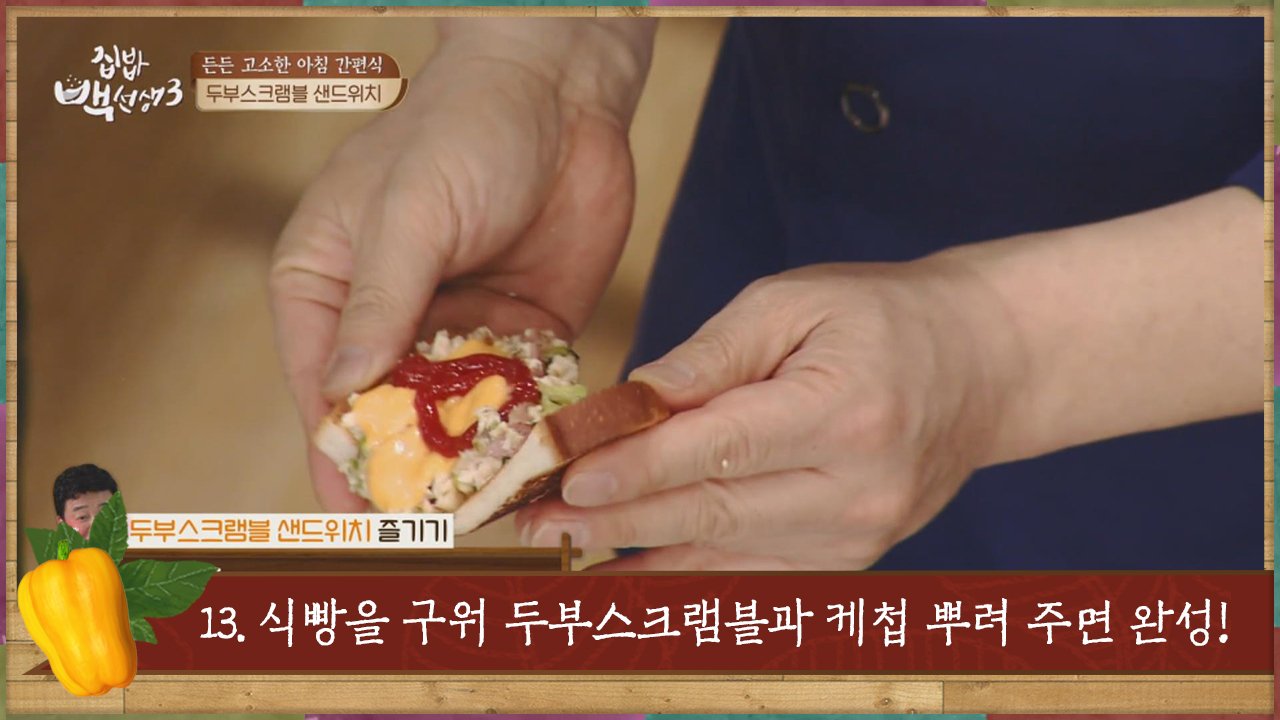 집밥
백선생3
든든 고소한 아침 간편식
두부스크램블 샌드위치
두부스크램블 샌드위치 즐기기
13. 식빵을 구워 두부스크램블과 케첩 뿌려 주면 완성!